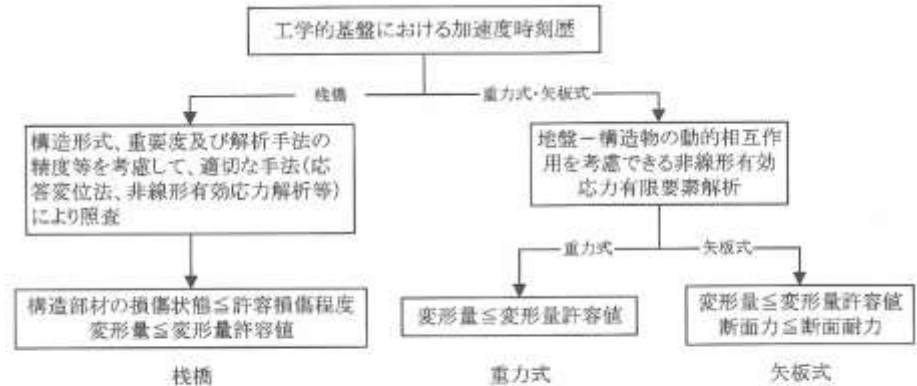 工学的基盤における加速度時刻歴
桟橋
重力式・矢板式
構造形式、重要度及び解析手法の
精度等を考慮して、適切な手法(応
答変位法、非線形有効応力解析等)
により照査
地盤－構造物の動的相互作
用を考慮できる非線形有効
応力有限要素解析
重力式
矢板式
構造部材の損傷状態≦許容損傷程度
変形量≦変形量許容値
変形量≦変形量許容値
変形量≦変形量許容値
断面力≦断面耐力
桟橋
重力式
矢板式